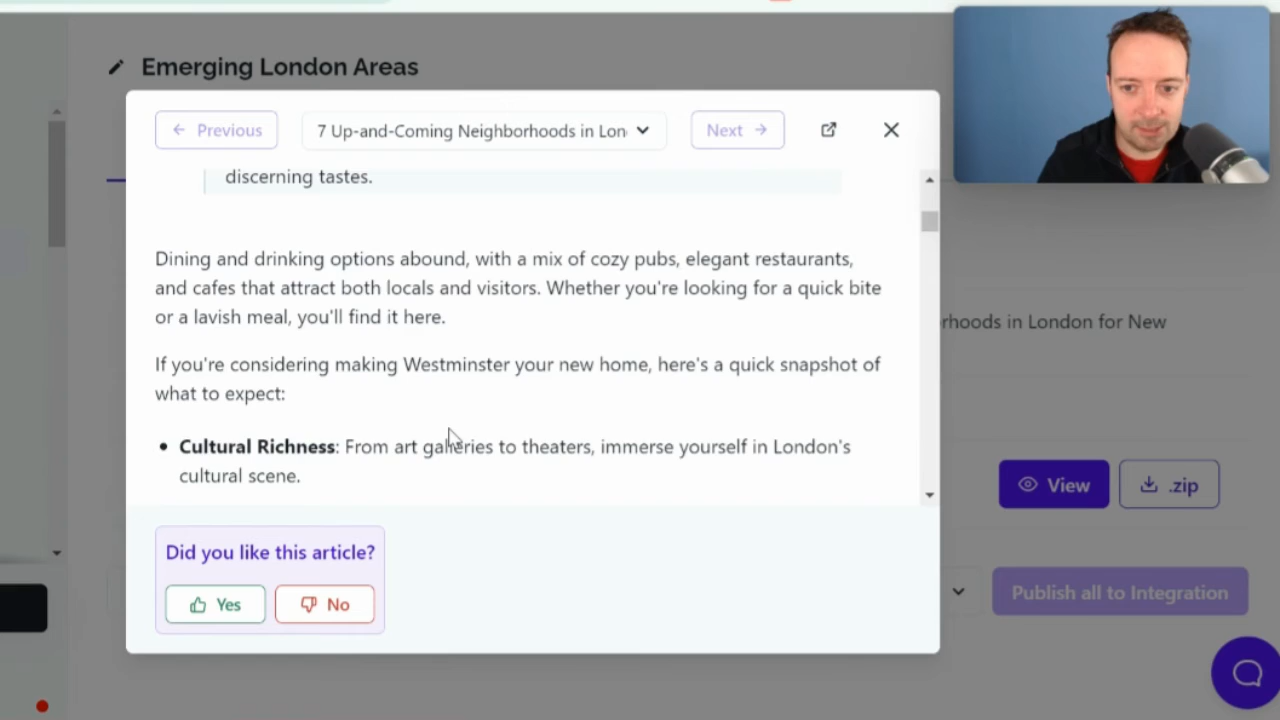 Emerging London Areas
Previous
7 Up-and-Coming Neighborhoods in Lon
Next
discerning tastes.
Dining and drinking options abound, with a mix of cozy pubs, elegant restaurants,
and cafes that attract both locals and visitors. Whether you're looking for a quick bite
or a lavish meal, you'll find it here.
If you're considering making Westminster your new home, here's a quick snapshot of
what to expect:
• Cultural Richness: From art galleries to theaters, immerse yourself in London's
cultural scene.
rhoods in London for New
View
.zip
Did you like this article?
Yes
No
Publish all to Integration